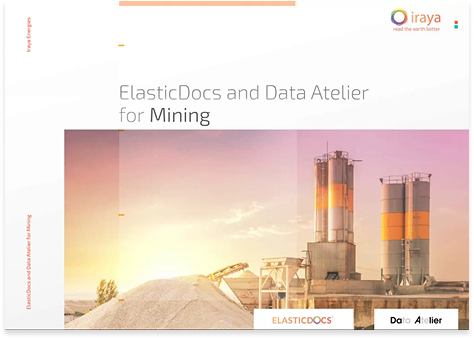 iraya
read the earth better
Iraya Energies
ElasticDocs and Data Atelier
for Mining
ElasticDocs and Data Atelier for Mining
ELASTICDOCS
Data Atelier